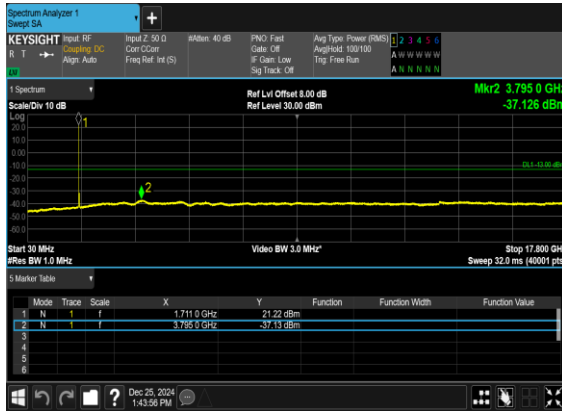 Spectrum Analyzer 1
Swept SA
+
KEYSIGHT
R T
Input: RF
Coupling: DC
Align: Auto
Input Z: 50 Ω
Corr CCorr
Freq Ref: Int (S)
#Atten: 40 dB
PNO: Fast
Gate: Off
IF Gain: Low
Sig Track: Off
Avg Type: Power (RMS)
Avg|Hold: 100/100
Trig: Free Run
1 2 3 4 5 6
A W W W W W
A N N N N N
1 Spectrum
Scale/Div 10 dB
Log
Ref Lvl Offset 8.00 dB
Ref Level 30.00 dBm
Mkr2 3.795 0 GHz
-37.126 dBm
20.0
10.0
0.00
-10.0
-20.0
-30.0
-40.0
-50.0
-60.0
1
2
DL1 -13.00 dBm
Start 30 MHz
#Res BW 1.0 MHz
Video BW 3.0 MHz*
Stop 17.800 GHz
Sweep 32.0 ms (40001 pts)
5 Marker Table
Mode Trace Scale X Y Function Function Width Function Value
1 N 1 f 1.711 0 GHz 21.22 dBm
2 N 1 f 3.795 0 GHz -37.13 dBm
3
4
5
6
?
Dec 25, 2024
1:43:56 PM